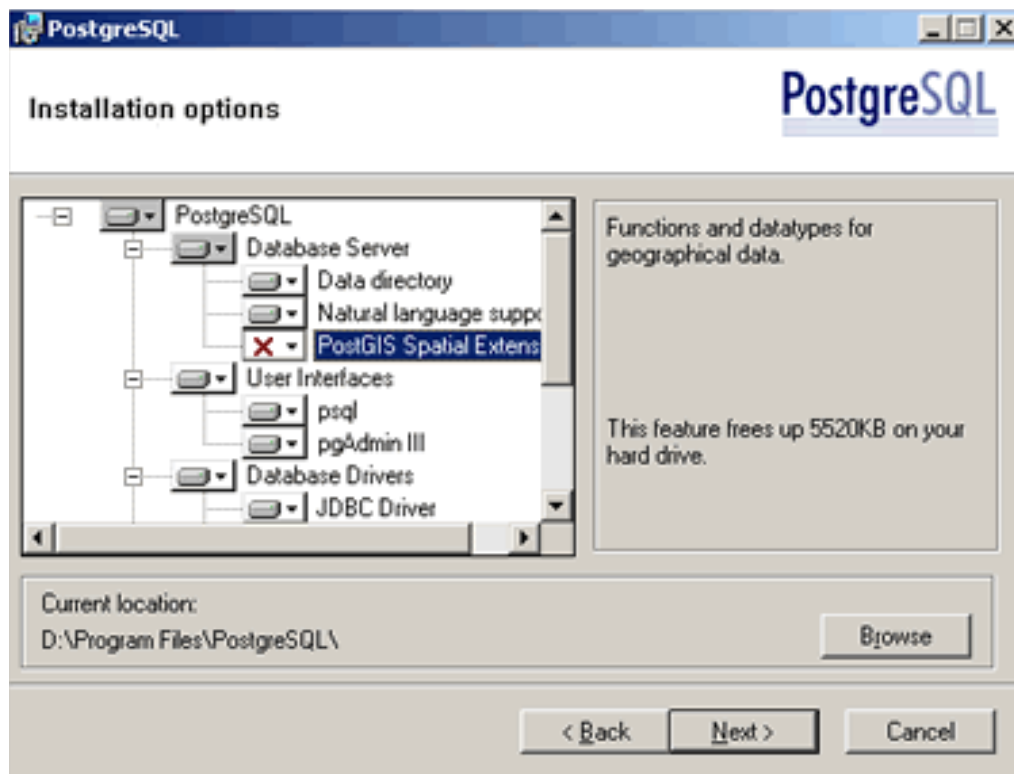 PostgreSQL
Installation options
PostgreSQL
PostgreSQL
Database Server
Data directory
Natural language suppo
PostGIS Spatial Extens
User Interfaces
psql
pgAdmin III
Database Drivers
JDBC Driver
Functions and datatypes for
geographical data.
This feature frees up 5520KB on your
hard drive.
Current location:
D:\Program Files\PostgreSQL\
Browse
< Back
Next >
Cancel